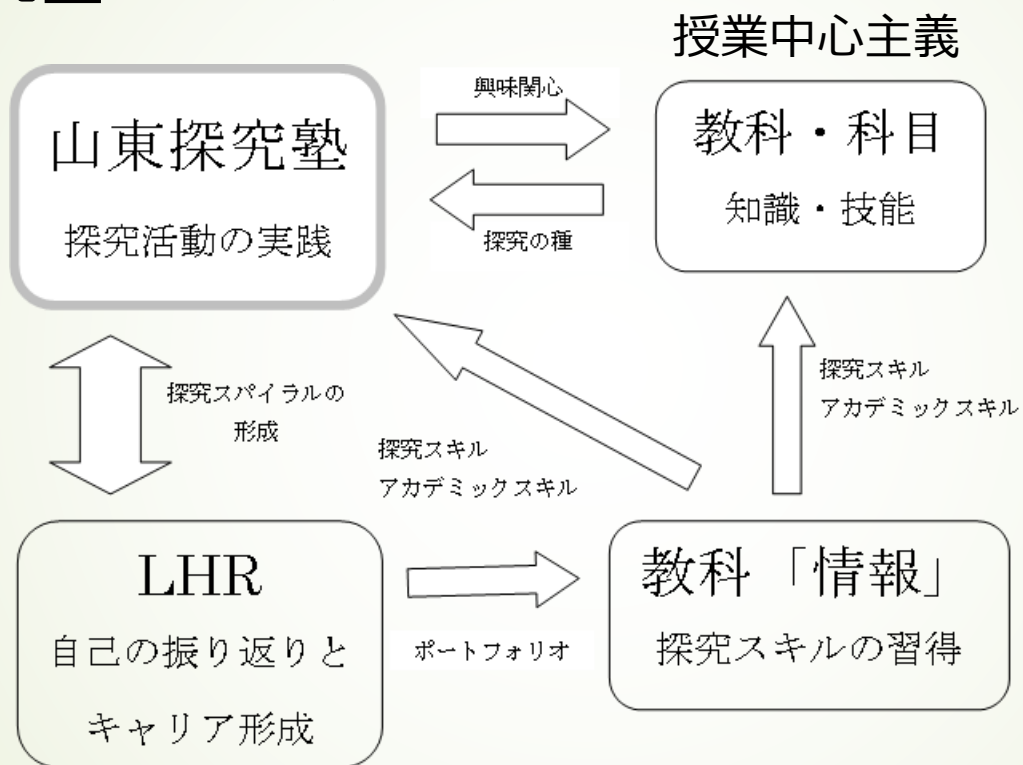 授業中心主義
山東探究塾
探究活動の実践
興味関心
探究の種
教科・科目
知識・技能
探究スパイラルの
形成
探究スキル
アカデミックスキル
探究スキル
アカデミックスキル
LHR
自己の振り返りと
キャリア形成
ポートフォリオ
教科「情報」
探究スキルの習得